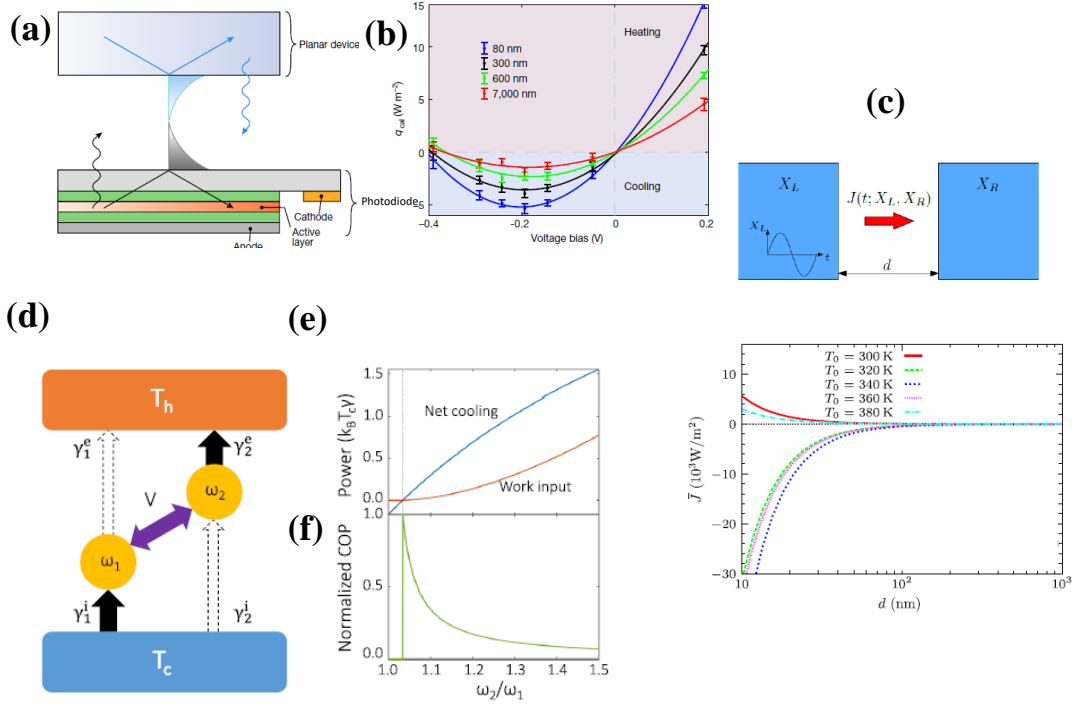 (a)
Planar device
Photodiode
Cathode
Active
layer
Anode
(b)
15
10
5
0
−5
q_cal (W m⁻²)
Heating
80 nm
300 nm
600 nm
7,000 nm
Cooling
−0.4
−0.2
0
0.2
Voltage bias (V)
(c)
X_L
X_R
J(t; X_L, X_R)
X_L
t
d
T₀ = 300 K
T₀ = 320 K
T₀ = 340 K
T₀ = 360 K
T₀ = 380 K
10
0
−10
−20
−30
J̄ (10³W/m²)
10
10²
10³
d (nm)
(d)
T_h
γ₁ᵉ
γ₂ᵉ
V
ω₂
ω₁
γ₁ⁱ
γ₂ⁱ
T_c
(e)
1.5
1.0
0.5
0.0
Power (k_BT_cγ)
Net cooling
Work input
(f)
1.0
0.5
0.0
Normalized COP
1.0
1.1
1.2
1.3
1.4
1.5
ω₂/ω₁